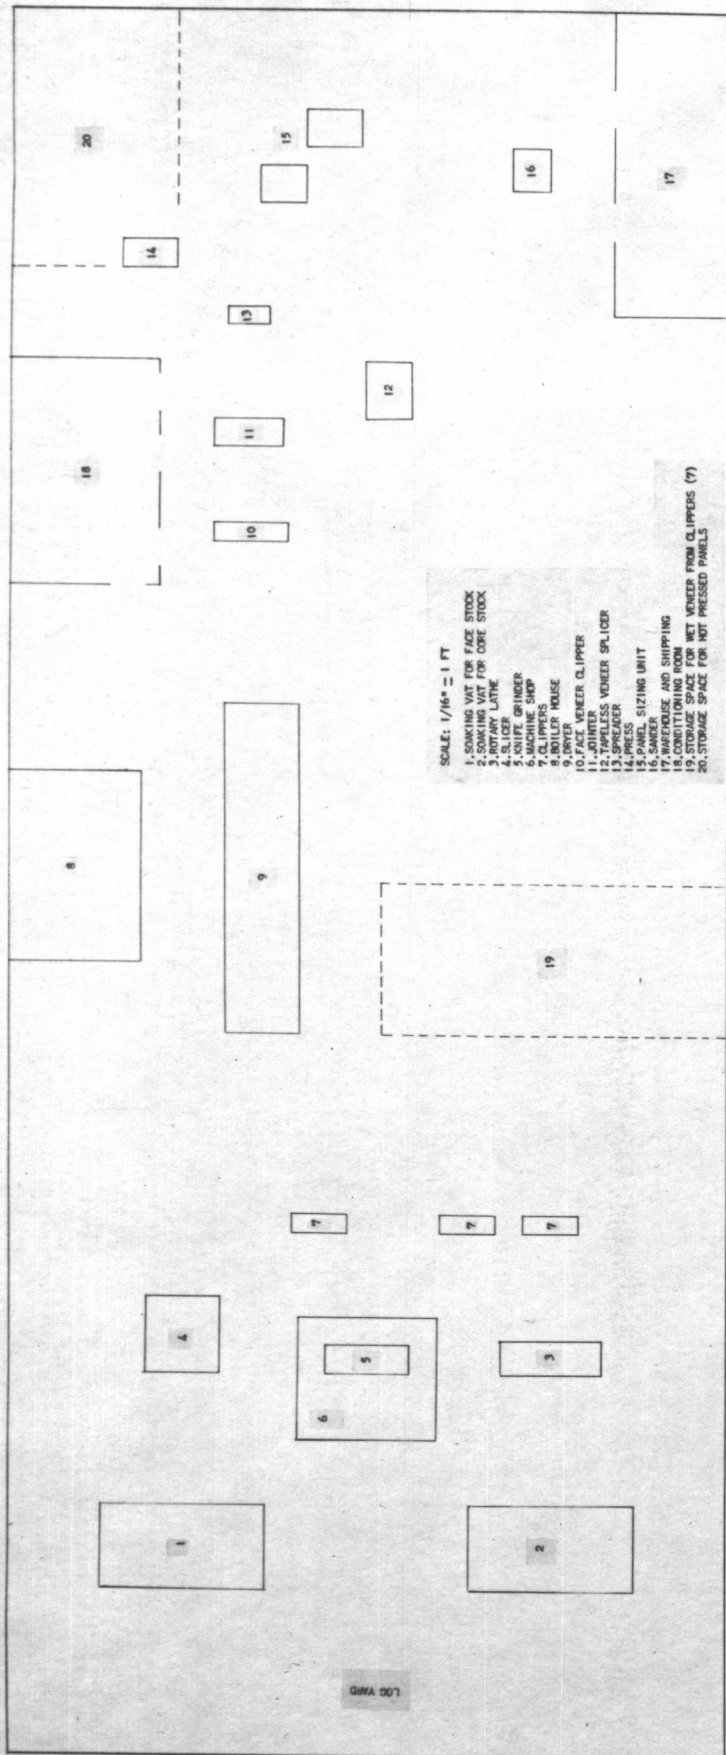 20
15
14
16
17
13
12
11
18
10
SCALE: 1/16" = 1 FT
1. SOAKING VAT FOR FACE STOCK
2. SOAKING VAT FOR CORE STOCK
3. ROTARY LATHE
4. SLICER
5. KNIFE GRINDER
6. MACHINE SHOP
7. CLIPPERS
8. BOILER HOUSE
9. DRYER
10. FACE VENEER CLIPPER
11. JOINTER
12. TAPELESS VENEER SPLICER
13. SPREADER
14. PRESS
15. PANEL SIZING UNIT
16. SANDER
17. WAREHOUSE AND SHIPPING
18. CONDITIONING ROOM
19. STORAGE SPACE FOR WET VENEER FROM CLIPPERS (7)
20. STORAGE SPACE FOR HOT PRESSED PANELS
8
9
19
7
7
7
4
5
3
6
1
2
LOG YARD